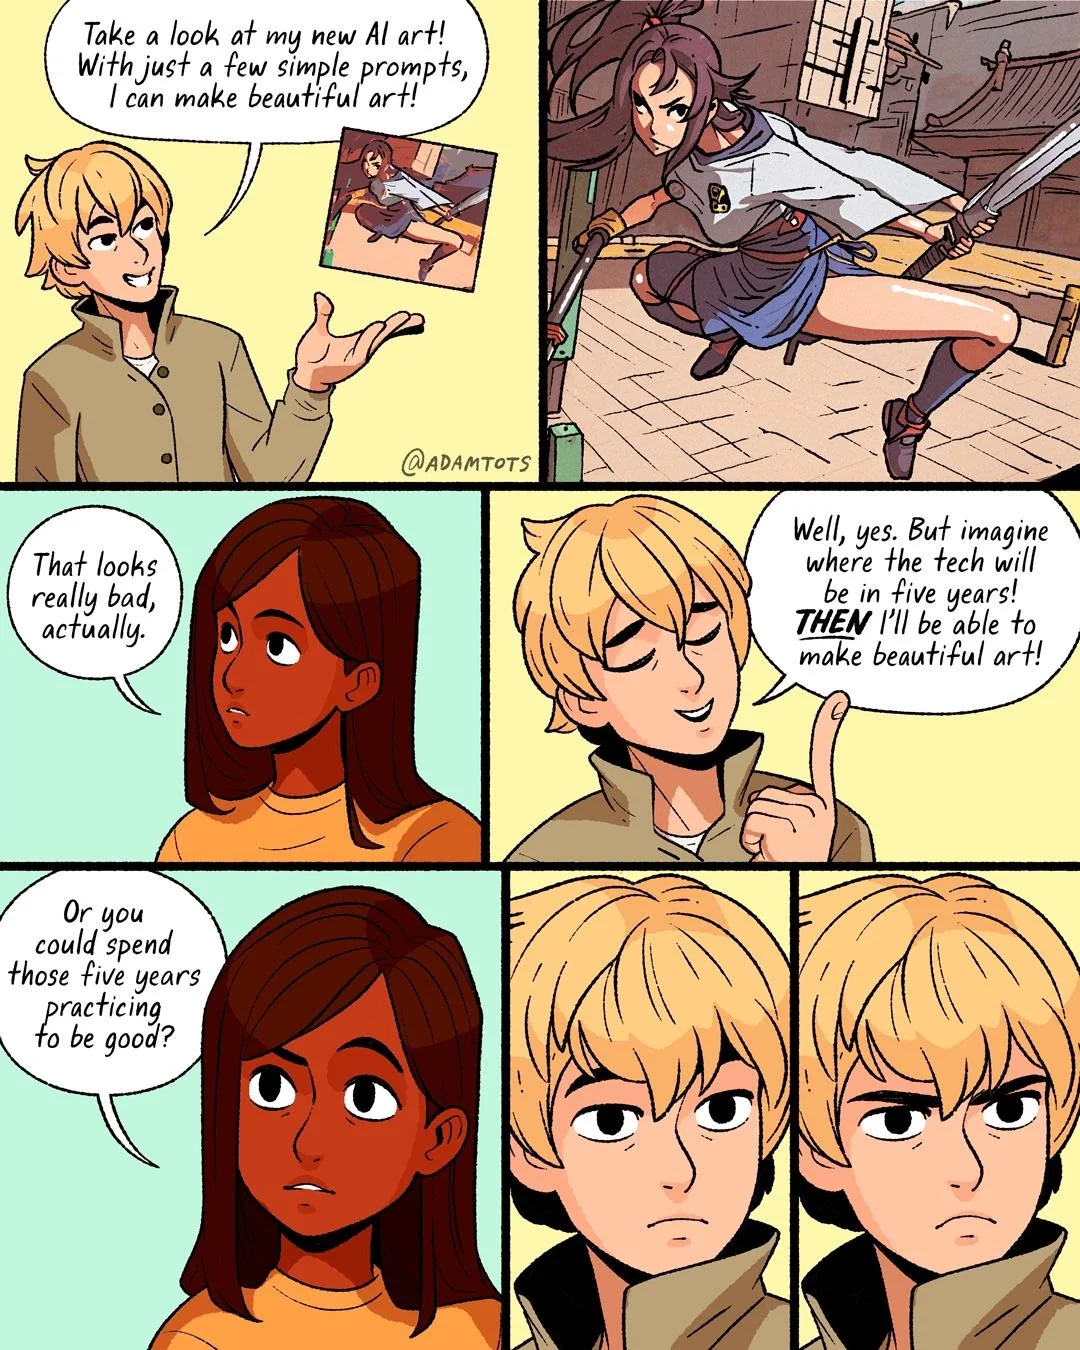 Take a look at my new AI art!
With just a few simple prompts,
I can make beautiful art!
@ADAMTOTS
That looks
really bad,
actually.
Well, yes. But imagine
where the tech will
be in five years!
THEN I'll be able to
make beautiful art!
Or you
could spend
those five years
practicing
to be good?